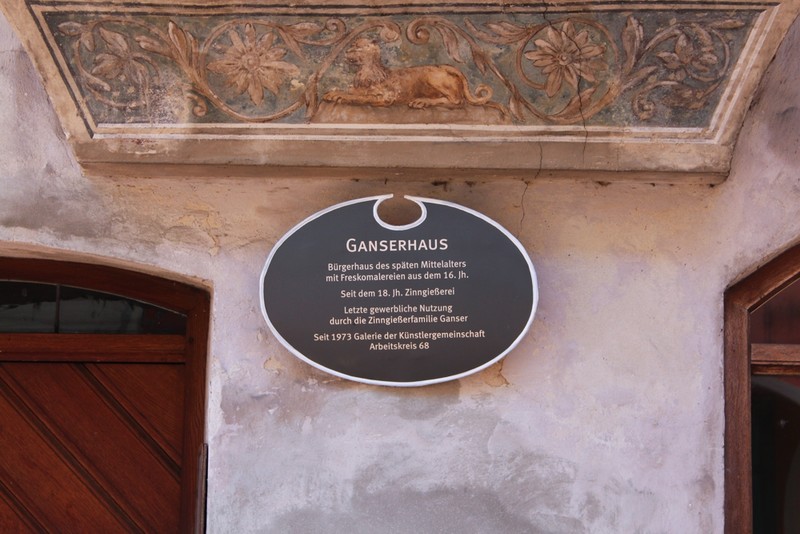 GANSERHAUS
Bürgerhaus des späten Mittelalters
mit Freskomalereien aus dem 16. Jh.
Seit dem 18. Jh. Zinngießerei
Letzte gewerbliche Nutzung
durch die Zinngießerfamilie Ganser
Seit 1973 Galerie der Künstlergemeinschaft
Arbeitskreis 68